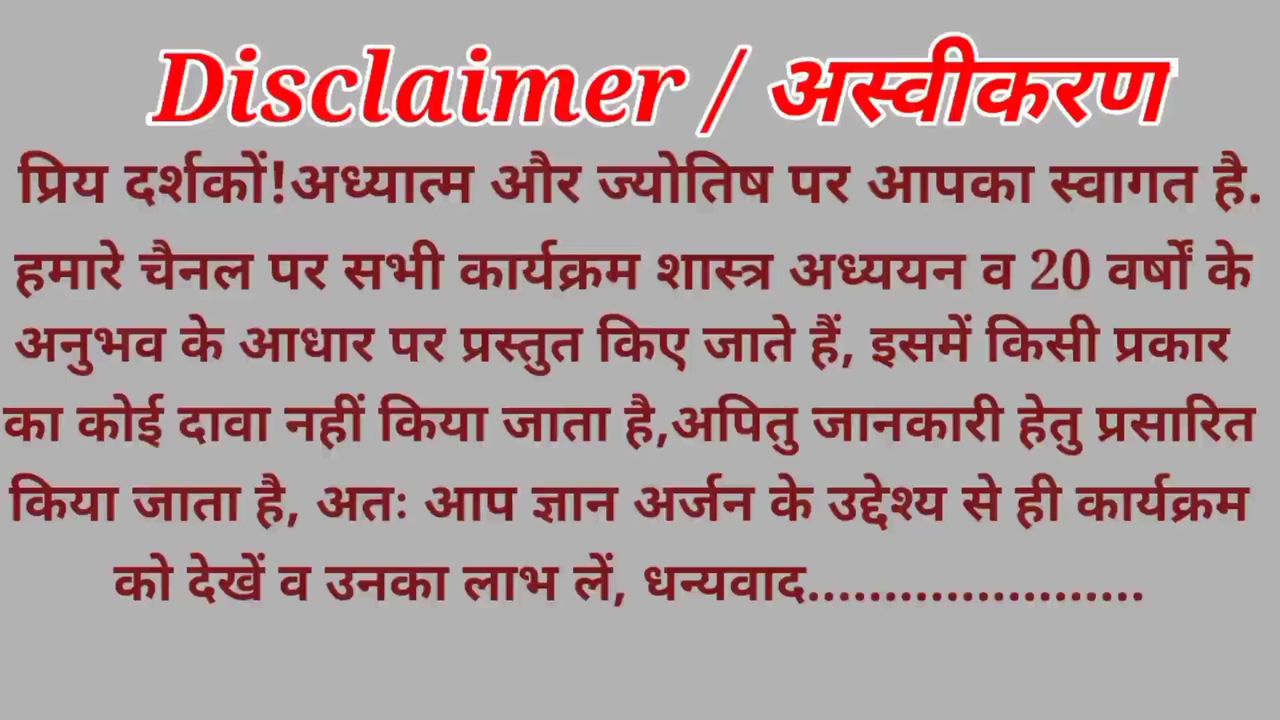 Disclaimer / अस्वीकरण
प्रिय दर्शकों!अध्यात्म और ज्योतिष पर आपका स्वागत है.
हमारे चैनल पर सभी कार्यक्रम शास्त्र अध्ययन व 20 वर्षों के
अनुभव के आधार पर प्रस्तुत किए जाते हैं, इसमें किसी प्रकार
का कोई दावा नहीं किया जाता है,अपितु जानकारी हेतु प्रसारित
किया जाता है, अतः आप ज्ञान अर्जन के उद्देश्य से ही कार्यक्रम
को देखें व उनका लाभ लें, धन्यवाद......................